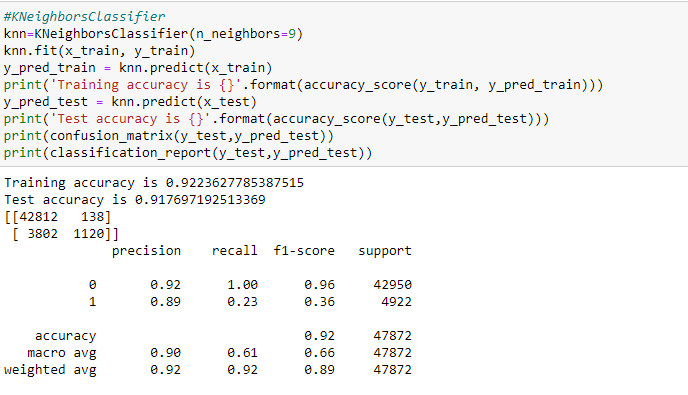 #KNeighborsClassifier
knn=KNeighborsClassifier(n_neighbors=9)
knn.fit(x_train, y_train)
y_pred_train = knn.predict(x_train)
print('Training accuracy is {}'.format(accuracy_score(y_train, y_pred_train)))
y_pred_test = knn.predict(x_test)
print('Test accuracy is {}'.format(accuracy_score(y_test,y_pred_test)))
print(confusion_matrix(y_test,y_pred_test))
print(classification_report(y_test,y_pred_test))
Training accuracy is 0.9223627785387515
Test accuracy is 0.917697192513369
[[42812   138]
 [ 3802  1120]]
              precision    recall  f1-score   support
           0       0.92      1.00      0.96     42950
           1       0.89      0.23      0.36      4922
    accuracy                           0.92     47872
   macro avg       0.90      0.61      0.66     47872
weighted avg       0.92      0.92      0.89     47872